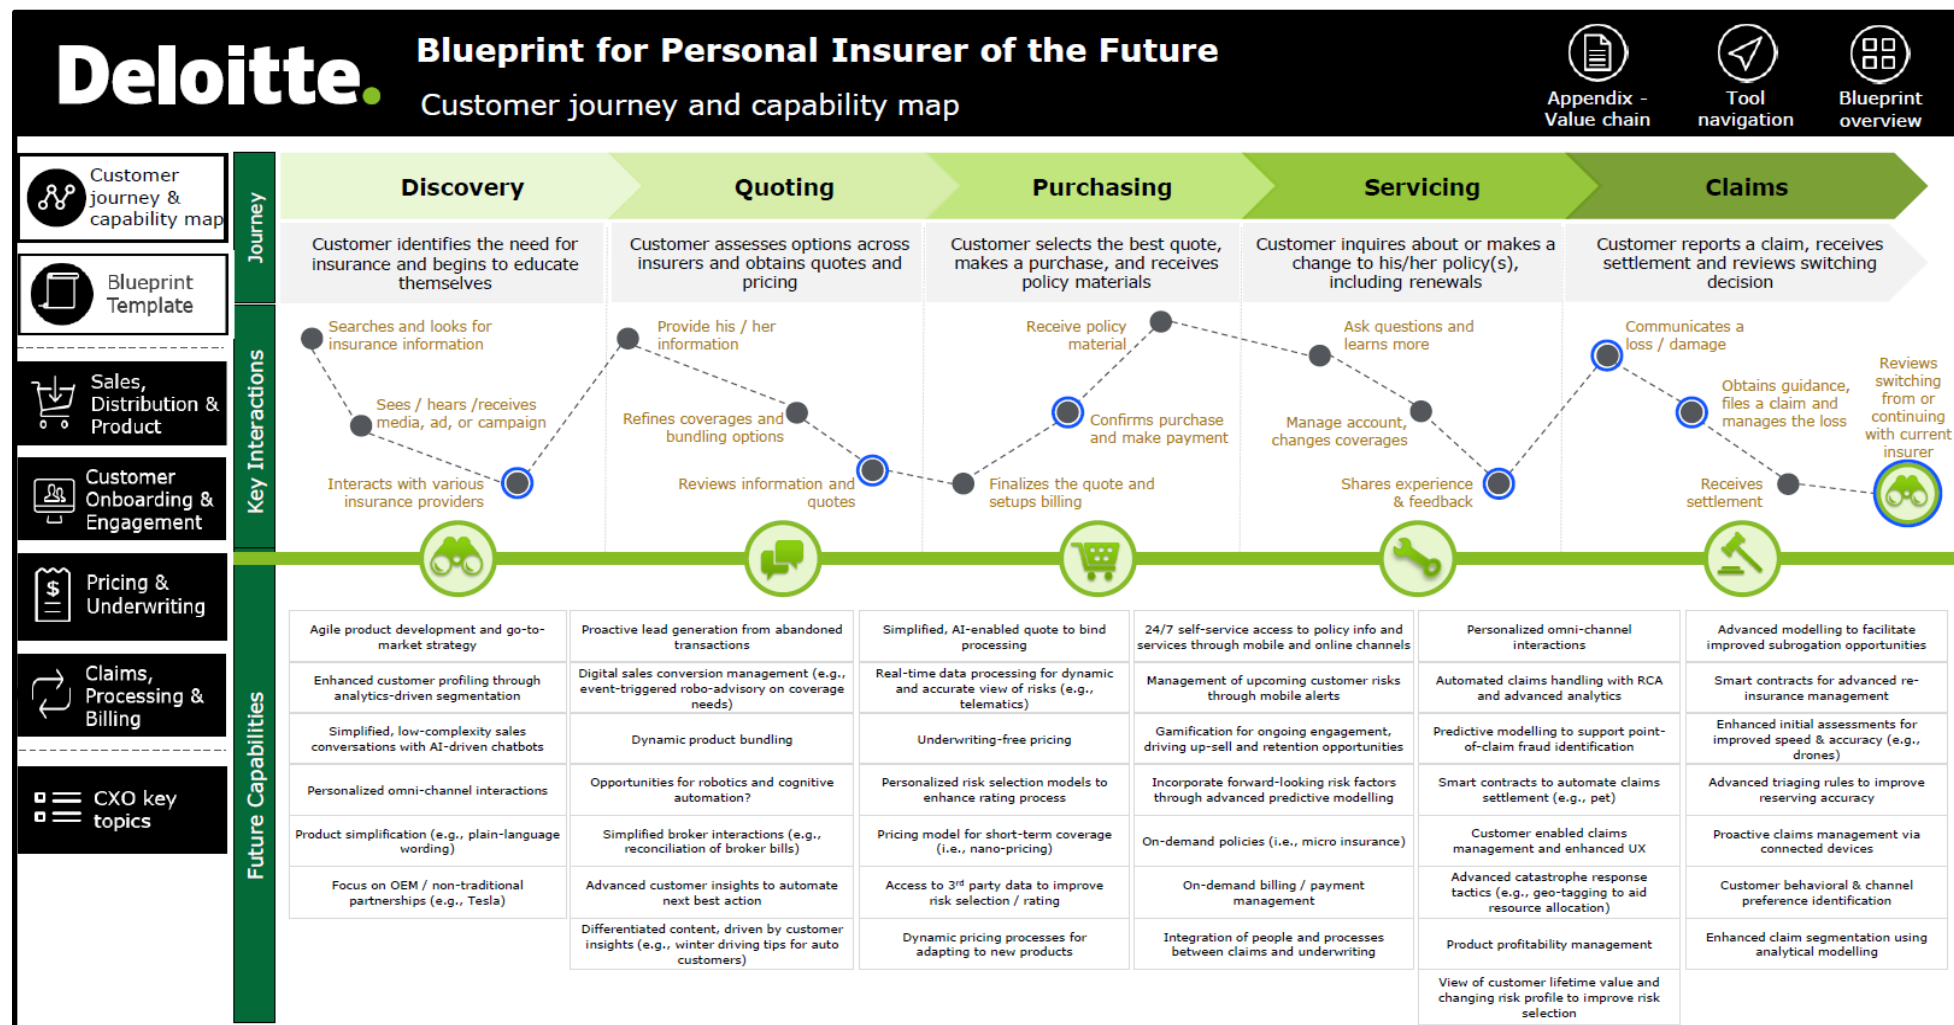 Deloitte.
Blueprint for Personal Insurer of the Future
Customer journey and capability map
Appendix -
Value chain
Tool
navigation
Blueprint
overview
Customer
journey &
capability map
Blueprint
Template
Sales,
Distribution &
Product
Customer
Onboarding &
Engagement
Pricing &
Underwriting
Claims,
Processing &
Billing
CXO key
topics
Journey
Discovery
Quoting
Purchasing
Servicing
Claims
Customer identifies the need for
insurance and begins to educate
themselves
Customer assesses options across
insurers and obtains quotes and
pricing
Customer selects the best quote,
makes a purchase, and receives
policy materials
Customer inquires about or makes a
change to his/her policy(s),
including renewals
Customer reports a claim, receives
settlement and reviews switching
decision
Key Interactions
Searches and looks for
insurance information
Sees / hears /receives
media, ad, or campaign
Interacts with various
insurance providers
Provide his / her
information
Refines coverages and
bundling options
Reviews information and
quotes
Receive policy
material
Confirms purchase
and make payment
Finalizes the quote and
setups billing
Ask questions and
learns more
Manage account,
changes coverages
Shares experience
& feedback
Communicates a
loss / damage
Obtains guidance,
files a claim and
manages the loss
Receives
settlement
Reviews
switching
from or
continuing
with current
insurer
Future Capabilities
Agile product development and go-to-
market strategy
Enhanced customer profiling through
analytics-driven segmentation
Simplified, low-complexity sales
conversations with AI-driven chatbots
Personalized omni-channel interactions
Product simplification (e.g., plain-language
wording)
Focus on OEM / non-traditional
partnerships (e.g., Tesla)
Proactive lead generation from abandoned
transactions
Digital sales conversion management (e.g.,
event-triggered robo-advisory on coverage
needs)
Dynamic product bundling
Opportunities for robotics and cognitive
automation?
Simplified broker interactions (e.g.,
reconciliation of broker bills)
Advanced customer insights to automate
next best action
Differentiated content, driven by customer
insights (e.g., winter driving tips for auto
customers)
Simplified, AI-enabled quote to bind
processing
Real-time data processing for dynamic
and accurate view of risks (e.g.,
telematics)
Underwriting-free pricing
Personalized risk selection models to
enhance rating process
Pricing model for short-term coverage
(i.e., nano-pricing)
Access to 3rd party data to improve
risk selection / rating
Dynamic pricing processes for
adapting to new products
24/7 self-service access to policy info and
services through mobile and online channels
Management of upcoming customer risks
through mobile alerts
Gamification for ongoing engagement,
driving up-sell and retention opportunities
Incorporate forward-looking risk factors
through advanced predictive modelling
On-demand policies (i.e., micro insurance)
On-demand billing / payment
management
Integration of people and processes
between claims and underwriting
Personalized omni-channel
interactions
Automated claims handling with RCA
and advanced analytics
Predictive modelling to support point-
of-claim fraud identification
Smart contracts to automate claims
settlement (e.g., pet)
Customer enabled claims
management and enhanced UX
Advanced catastrophe response
tactics (e.g., geo-tagging to aid
resource allocation)
Product profitability management
View of customer lifetime value and
changing risk profile to improve risk
selection
Advanced modelling to facilitate
improved subrogation opportunities
Smart contracts for advanced re-
insurance management
Enhanced initial assessments for
improved speed & accuracy (e.g.,
drones)
Advanced triaging rules to improve
reserving accuracy
Proactive claims management via
connected devices
Customer behavioral & channel
preference identification
Enhanced claim segmentation using
analytical modelling